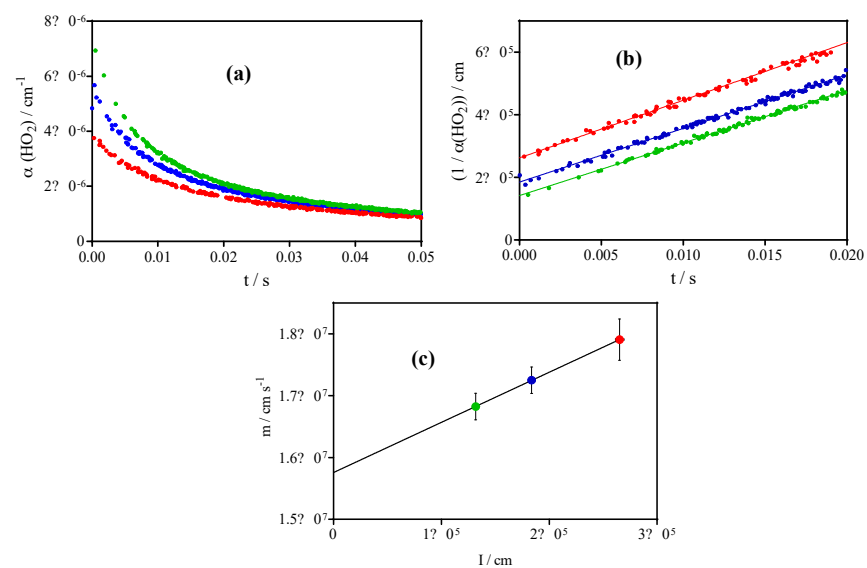 (a)
α (HO₂) / cm⁻¹
8? 0⁻⁶
6? 0⁻⁶
4? 0⁻⁶
2? 0⁻⁶
0
0.00 0.01 0.02 0.03 0.04 0.05
t / s
(b)
(1 / α(HO₂)) / cm
6? 0⁵
4? 0⁵
2? 0⁵
0
0.000 0.005 0.010 0.015 0.020
t / s
(c)
m / cm s⁻¹
1.8? 0⁷
1.7? 0⁷
1.6? 0⁷
1.5? 0⁷
0 1? 0⁵ 2? 0⁵ 3? 0⁵
I / cm